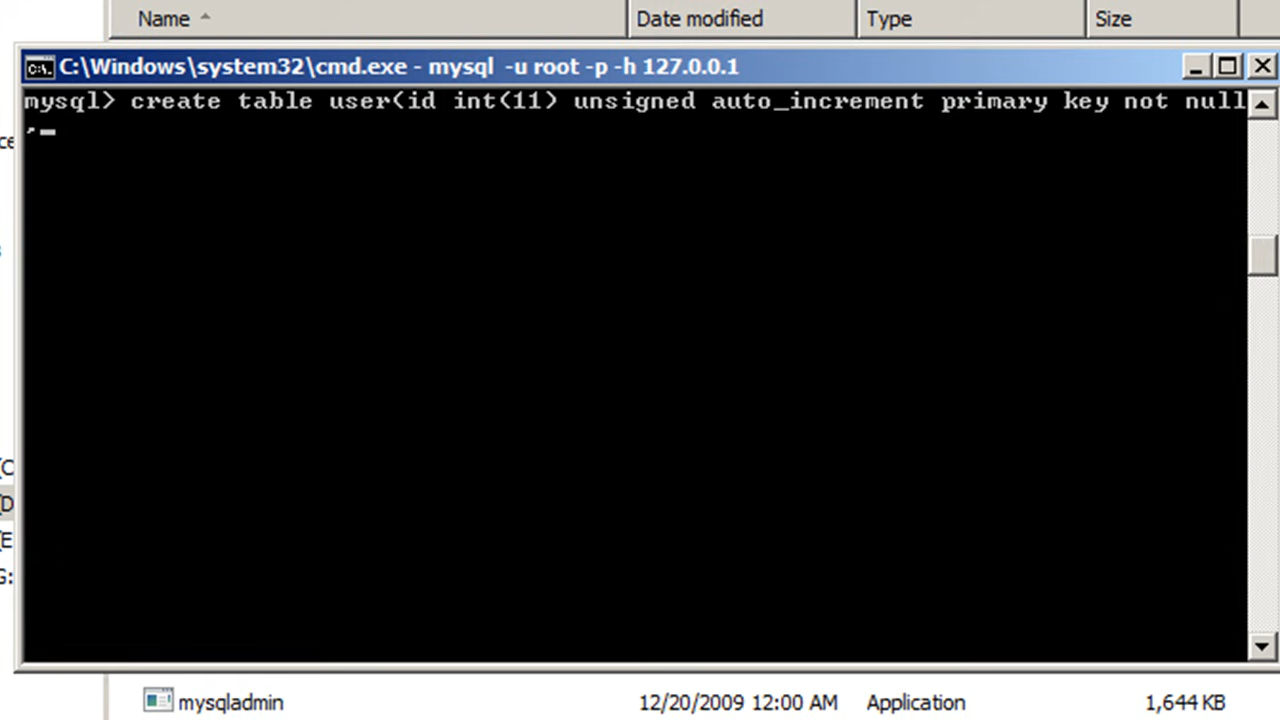 Name Date modified Type Size
C:\Windows\system32\cmd.exe - mysql  -u root -p -h 127.0.0.1
mysql> create table user(id int(11) unsigned auto_increment primary key not null
,
(D
(E
G:
mysqladmin 12/20/2009 12:00 AM Application 1,644 KB